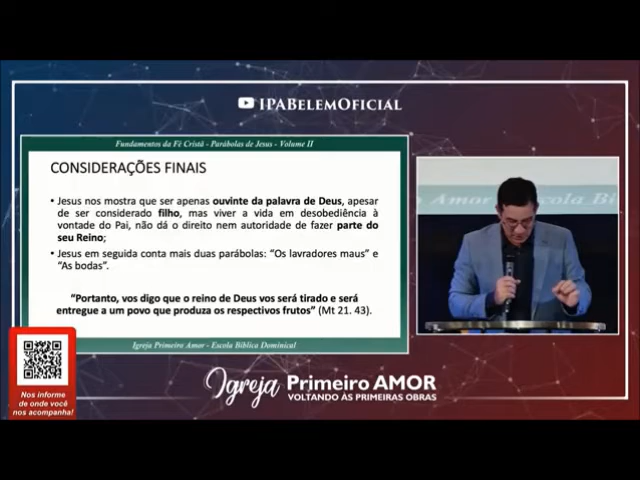 IPABelemOficial
Fundamentos da Fé Cristã - Parábolas de Jesus - Volume II
CONSIDERAÇÕES FINAIS
• Jesus nos mostra que ser apenas ouvinte da palavra de Deus, apesar
de ser considerado filho, mas viver a vida em desobediência à
vontade do Pai, não dá o direito nem autoridade de fazer parte do
seu Reino;
• Jesus em seguida conta mais duas parábolas: “Os lavradores maus” e
“As bodas”.
“Portanto, vos digo que o reino de Deus vos será tirado e será
entregue a um povo que produza os respectivos frutos” (Mt 21. 43).
Igreja Primeiro Amor - Escola Bíblica Dominical
Amor - Escola Bíblic
Nos informe
de onde você
nos acompanha!
Igreja Primeiro AMOR
VOLTANDO ÀS PRIMEIRAS OBRAS